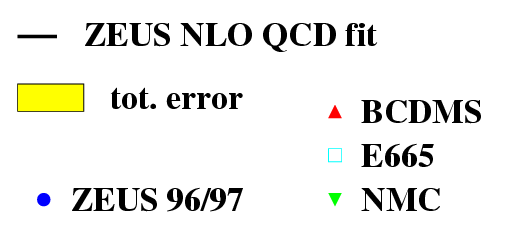 ZEUS NLO QCD fit
tot. error
BCDMS
E665
ZEUS 96/97
NMC